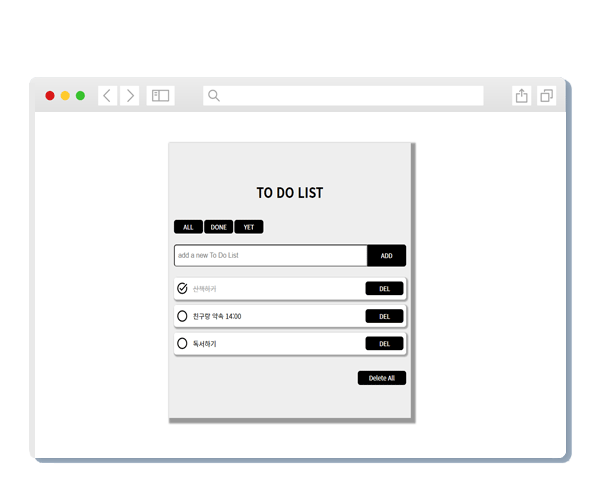 TO DO LIST
ALL DONE YET
add a new To Do List ADD
산책하기 DEL
친구랑 약속 14:00 DEL
독서하기 DEL
Delete All